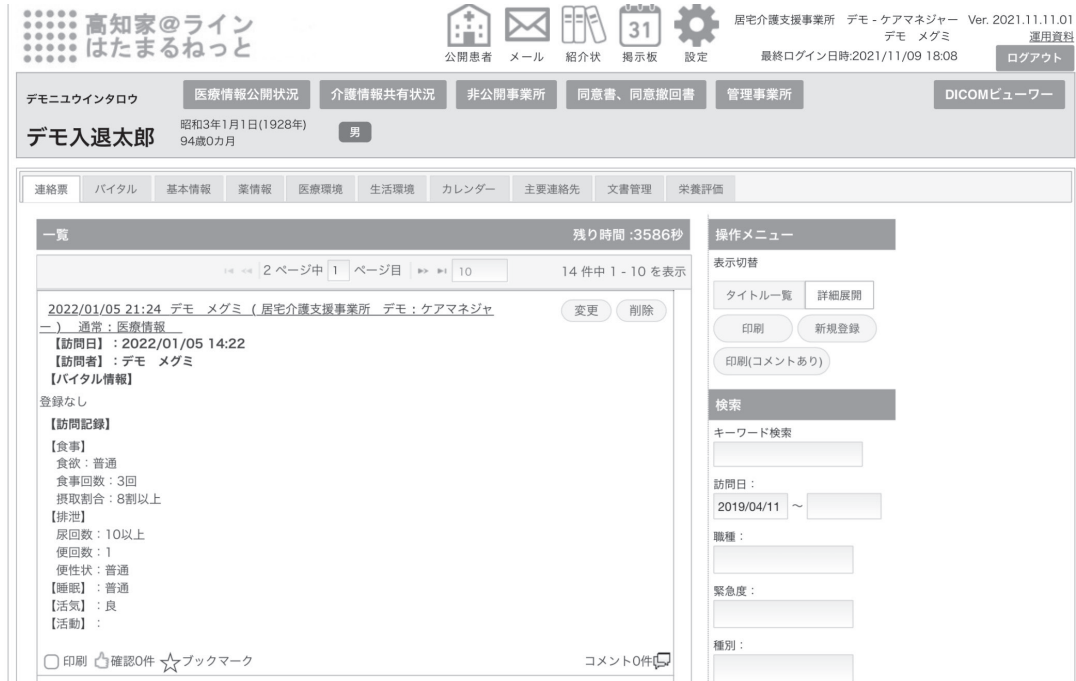 高知家@ライン
はたまるねっと
31
公開患者 メール 紹介状 掲示板 設定
居宅介護支援事業所 デモ - ケアマネジャー Ver. 2021.11.11.01
デモ メグミ 運用資料
最終ログイン日時:2021/11/09 18:08 ログアウト
デモニユウインタロウ
医療情報公開状況 介護情報共有状況 非公開事業所 同意書、同意撤回書 管理事業所 DICOMビューワー
デモ入退太郎
昭和3年1月1日(1928年)
94歳0カ月
男
連絡票 バイタル 基本情報 薬情報 医療環境 生活環境 カレンダー 主要連絡先 文書管理 栄養評価
一覧 残り時間 :3586秒
2 ページ中 1 ページ目 10 14 件中 1 - 10 を表示
2022/01/05 21:24 デモ メグミ ( 居宅介護支援事業所 デモ : ケアマネジャ
ー ) 通常 : 医療情報
変更 削除
【訪問日】:2022/01/05 14:22
【訪問者】:デモ メグミ
【バイタル情報】
登録なし
【訪問記録】
【食事】
食欲:普通
食事回数:3回
摂取割合:8割以上
【排泄】
尿回数:10以上
便回数:1
便性状:普通
【睡眠】:普通
【活気】:良
【活動】:
印刷 確認0件 ブックマーク コメント0件
操作メニュー
表示切替
タイトル一覧 詳細展開
印刷 新規登録
印刷(コメントあり)
検索
キーワード検索
訪問日:
2019/04/11 ~
職種:
緊急度:
種別: